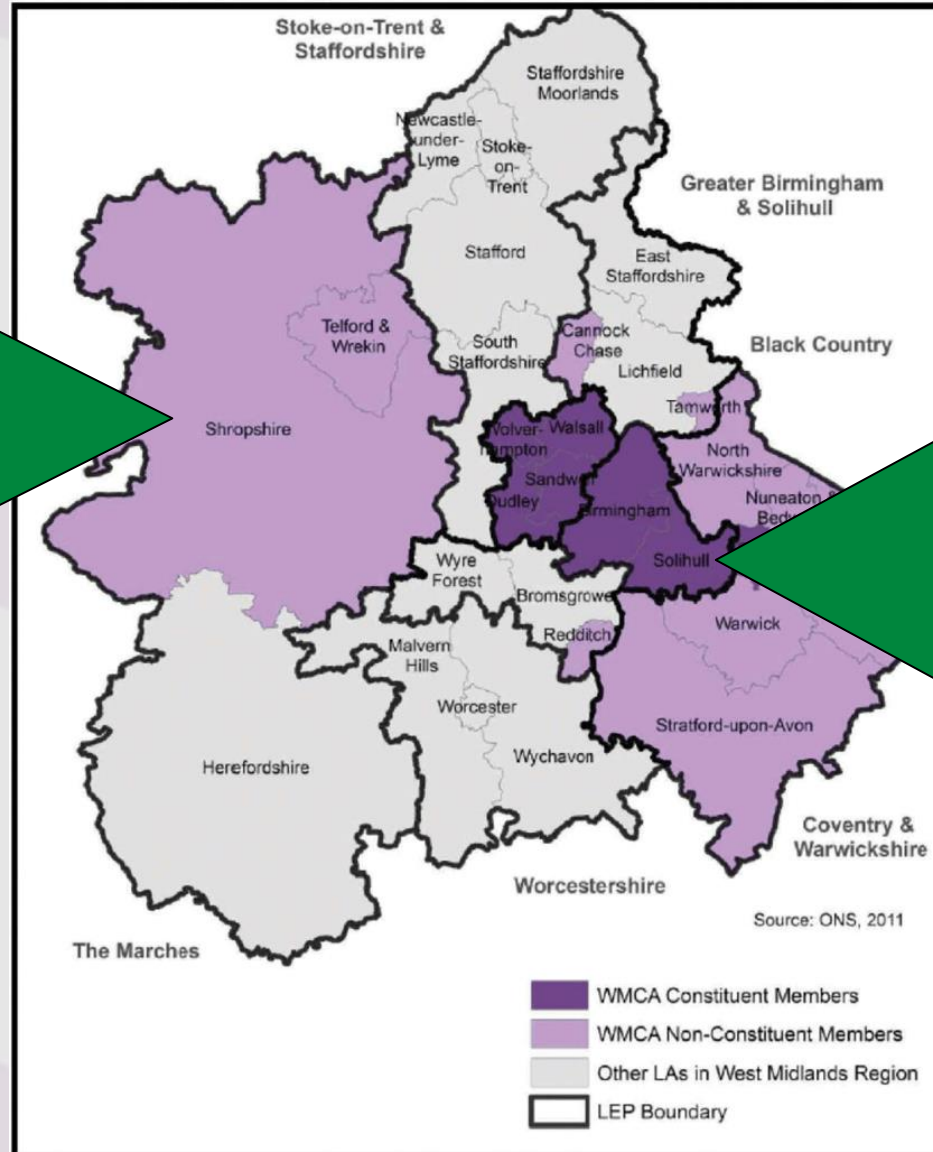 Stoke-on-Trent &
Staffordshire
Staffordshire
Moorlands
Newcastle-
under-
Lyme
Stoke-
on-
Trent
Greater Birmingham
& Solihull
Stafford
East
Staffordshire
Telford &
Wrekin
Cannock
Chase
South
Staffordshire
Black Country
Lichfield
Tamworth
Shropshire
Wolver-
hampton
Walsall
North
Warwickshire
Sandwell
Dudley
Nuneaton &
Birmingham
Solihull
Wyre
Forest
Bromsgrove
Redditch
Warwick
Malvern
Hills
Worcester
Stratford-upon-Avon
Wychavon
Herefordshire
Coventry &
Warwickshire
Worcestershire
Source: ONS, 2011
The Marches
WMCA Constituent Members
WMCA Non-Constituent Members
Other LAs in West Midlands Region
LEP Boundary